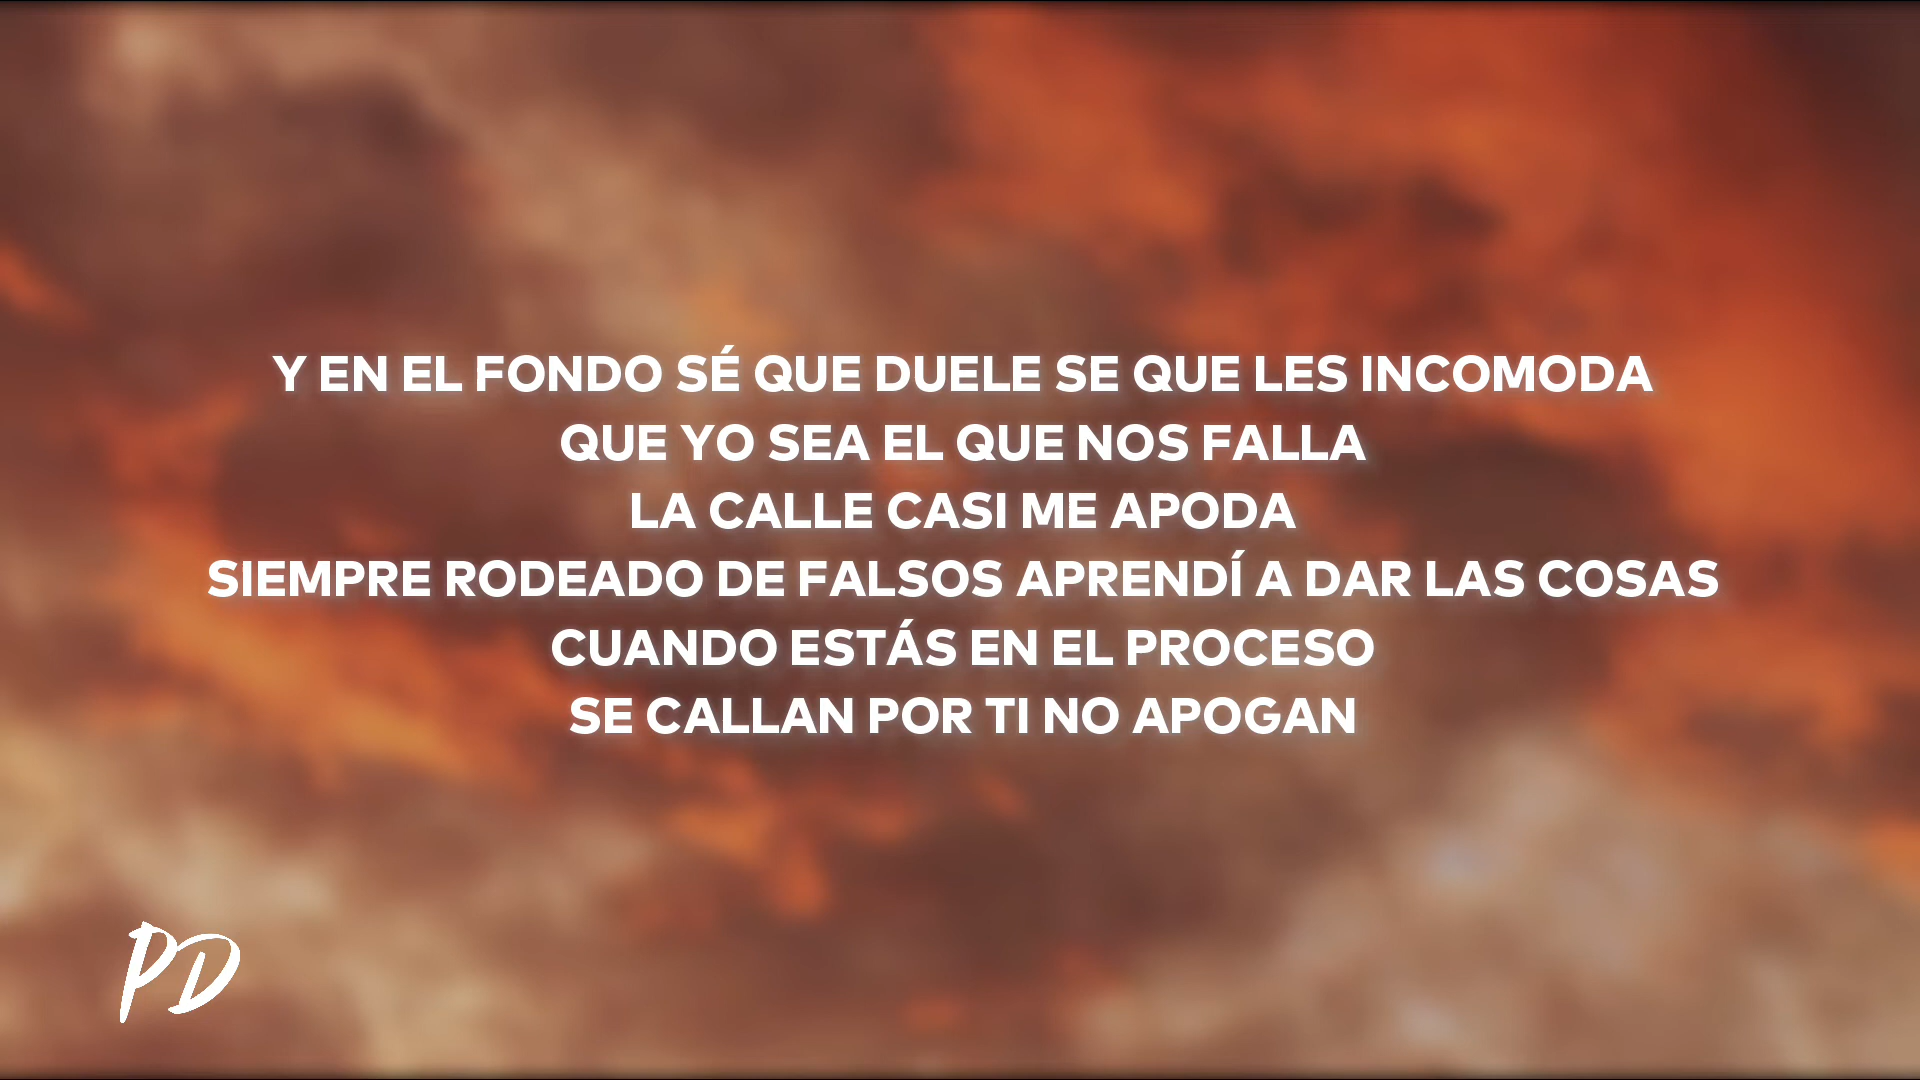 Y EN EL FONDO SÉ QUE DUELE SE QUE LES INCOMODA
QUE YO SEA EL QUE NOS FALLA
LA CALLE CASI ME APODA
SIEMPRE RODEADO DE FALSOS APRENDÍ A DAR LAS COSAS
CUANDO ESTÁS EN EL PROCESO
SE CALLAN POR TI NO APOGAN
PD